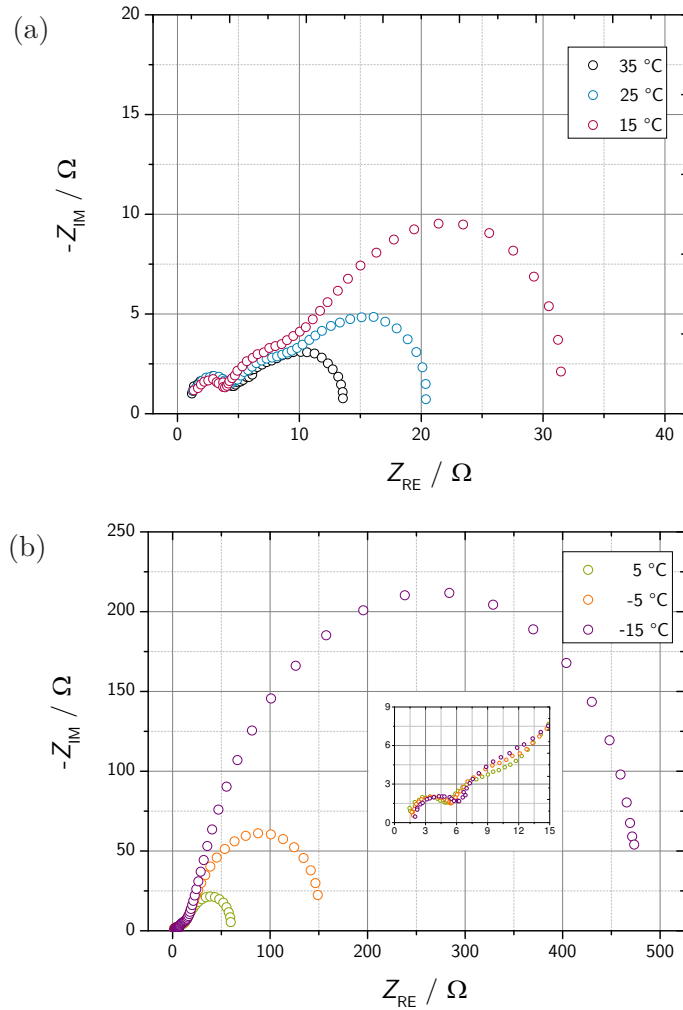 (a)
20
15
10
5
0
-Z_IM / Ω
35 °C
25 °C
15 °C
0 10 20 30 40
Z_RE / Ω
(b)
250
200
150
100
50
0
-Z_IM / Ω
5 °C
-5 °C
-15 °C
9
6
3
0
0 3 6 9 12 15
0 100 200 300 400 500
Z_RE / Ω